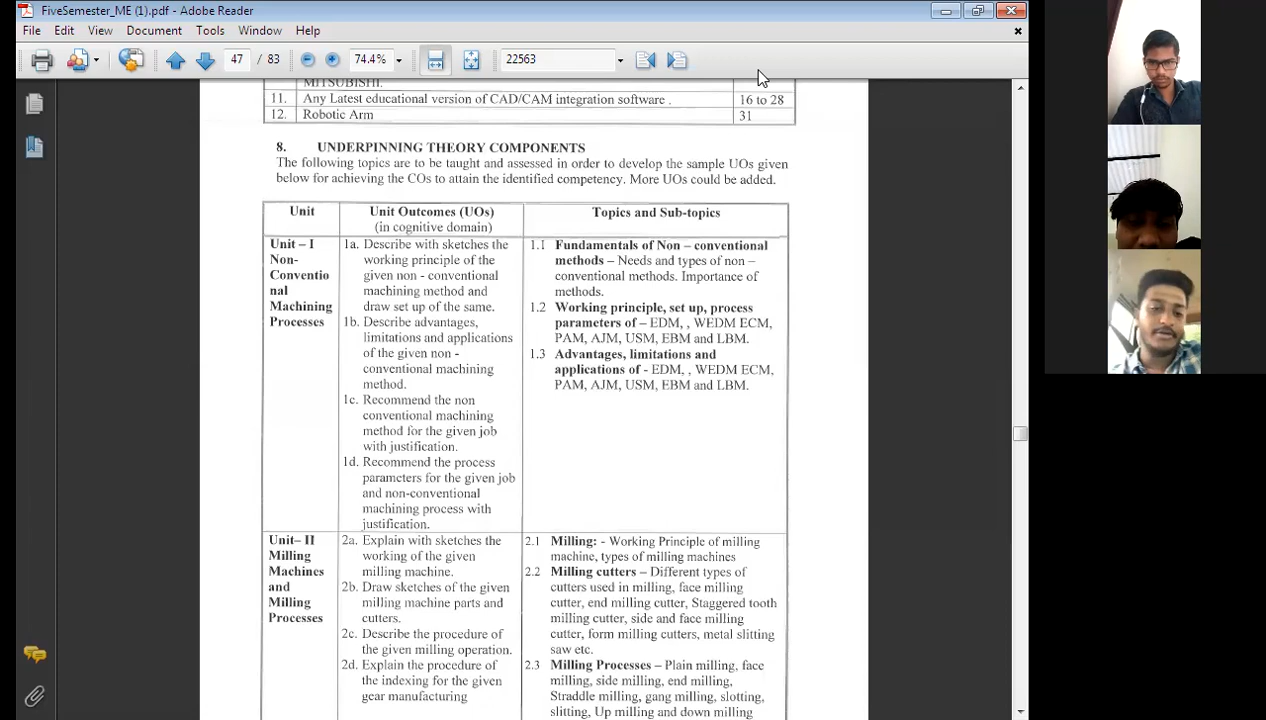 FiveSemester_ME (1).pdf - Adobe Reader
File Edit View Document Tools Window Help
47 / 83 74.4% 22563
MITSUBISHI.
11. Any Latest educational version of CAD/CAM integration software . 16 to 28
12. Robotic Arm 31
8. UNDERPINNING THEORY COMPONENTS
The following topics are to be taught and assessed in order to develop the sample UOs given
below for achieving the COs to attain the identified competency. More UOs could be added.
Unit
Unit Outcomes (UOs)
(in cognitive domain)
Topics and Sub-topics
Unit – I
Non-
Conventio
nal
Machining
Processes
1a. Describe with sketches the
working principle of the
given non - conventional
machining method and
draw set up of the same.
1b. Describe advantages,
limitations and applications
of the given non -
conventional machining
method.
1c. Recommend the non
conventional machining
method for the given job
with justification.
1d. Recommend the process
parameters for the given job
and non-conventional
machining process with
justification.
1.1 Fundamentals of Non – conventional
methods – Needs and types of non –
conventional methods. Importance of
methods.
1.2 Working principle, set up, process
parameters of – EDM, , WEDM ECM,
PAM, AJM, USM, EBM and LBM.
1.3 Advantages, limitations and
applications of - EDM, , WEDM ECM,
PAM, AJM, USM, EBM and LBM.
Unit– II
Milling
Machines
and
Milling
Processes
2a. Explain with sketches the
working of the given
milling machine.
2b. Draw sketches of the given
milling machine parts and
cutters.
2c. Describe the procedure of
the given milling operation.
2d. Explain the procedure of
the indexing for the given
gear manufacturing
2.1 Milling: - Working Principle of milling
machine, types of milling machines
2.2 Milling cutters – Different types of
cutters used in milling, face milling
cutter, end milling cutter, Staggered tooth
milling cutter, side and face milling
cutter, form milling cutters, metal slitting
saw etc.
2.3 Milling Processes – Plain milling, face
milling, side milling, end milling,
Straddle milling, gang milling, slotting,
slitting, Up milling and down milling